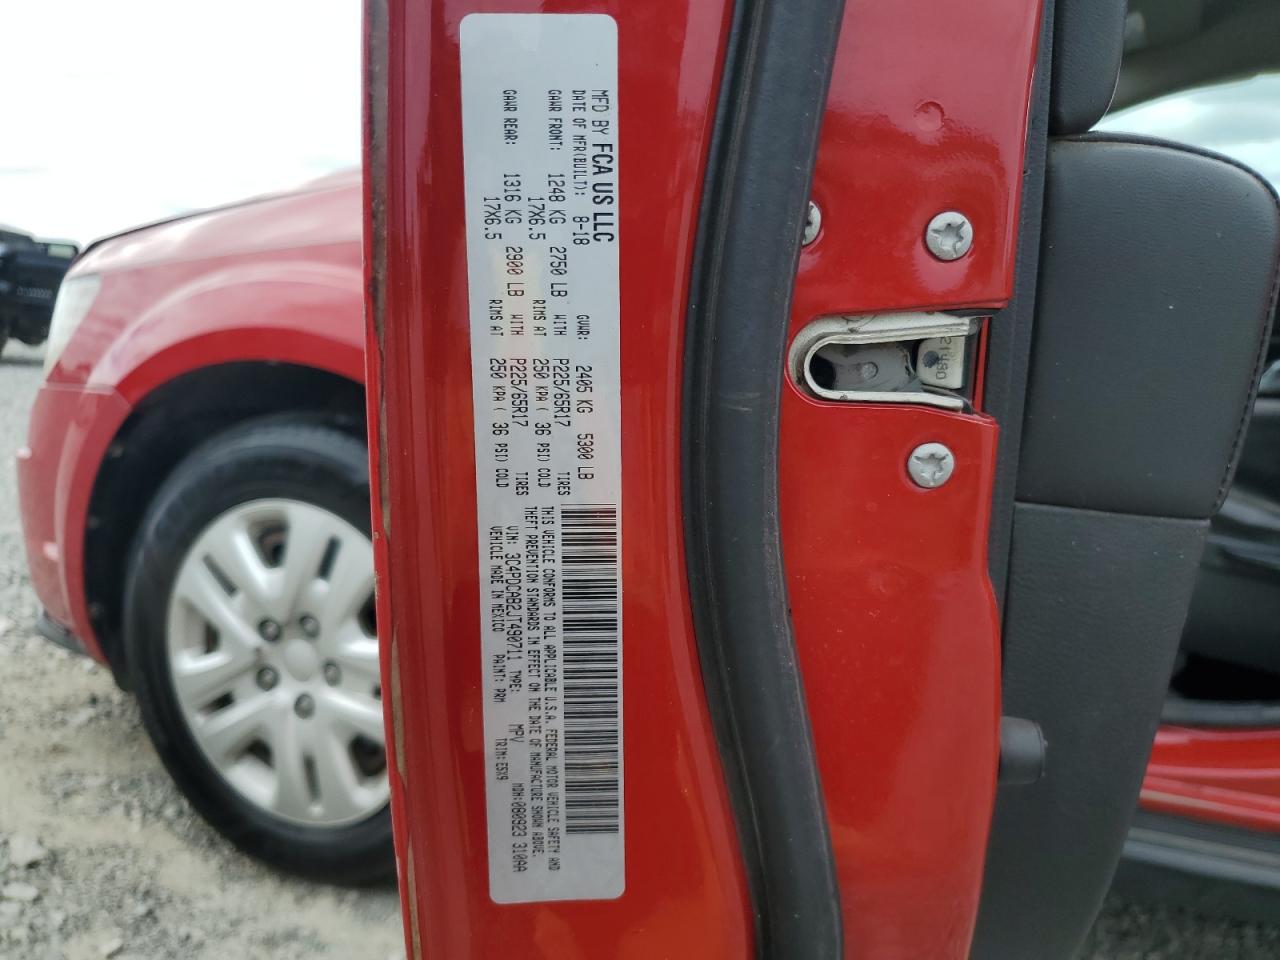 MFD BY FCA US LLC
DATE OF MFR(BUILT): 8-18 GVWR: 2405 KG 5300 LB
GAWR FRONT: 1248 KG 2750 LB WITH P225/65R17 TIRES
17X6.5 RIMS AT 250 KPA ( 36 PSI) COLD
GAWR REAR: 1316 KG 2900 LB WITH P225/65R17 TIRES
17X6.5 RIMS AT 250 KPA ( 36 PSI) COLD
THIS VEHICLE CONFORMS TO ALL APPLICABLE U.S.A. FEDERAL MOTOR VEHICLE SAFETY AND
THEFT PREVENTION STANDARDS IN EFFECT ON THE DATE OF MANUFACTURE SHOWN ABOVE.
VIN: 3C4PDCAB2JT490711 TYPE: MPV MDH:080923 310AA
VEHICLE MADE IN MEXICO PAINT: PRM TRIM:ESX9